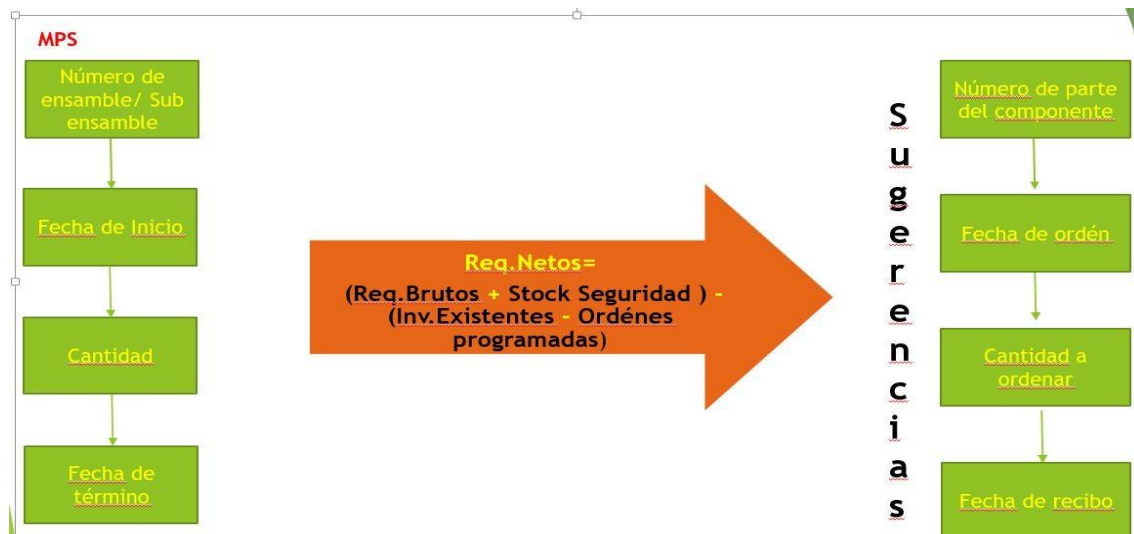 MPS
Número de
ensamble/ Sub
ensamble
Fecha de Inicio
Cantidad
Fecha de
término
Req.Netos=
(Req.Brutos + Stock Seguridad ) -
(Inv.Existentes - Ordénes
programadas)
Sugerencias
Número de parte
del componente
Fecha de ordén
Cantidad a
ordenar
Fecha de recibo